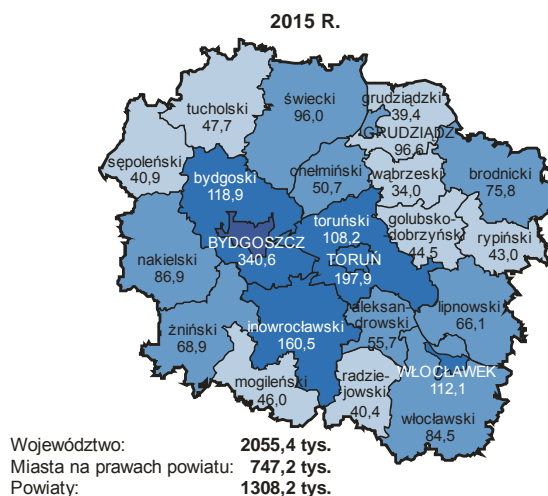 2015 R.
tucholski
47,7
świecki
96,0
grudziądzki
39,4
GRUDZIĄDZ
96,6
sępoleński
40,9
bydgoski
118,9
chełmiński
50,7
wąbrzeski
34,0
brodnicki
75,8
toruński
108,2
golubsko-
dobrzyński
44,5
rypiński
43,0
BYDGOSZCZ
340,6
TORUŃ
197,9
nakielski
86,9
żniński
68,9
inowrocławski
160,5
aleksan-
drowski
55,7
lipnowski
66,1
mogileński
46,0
radzie-
jowski
40,4
WŁOCŁAWEK
112,1
włocławski
84,5
Województwo: 2055,4 tys.
Miasta na prawach powiatu: 747,2 tys.
Powiaty: 1308,2 tys.